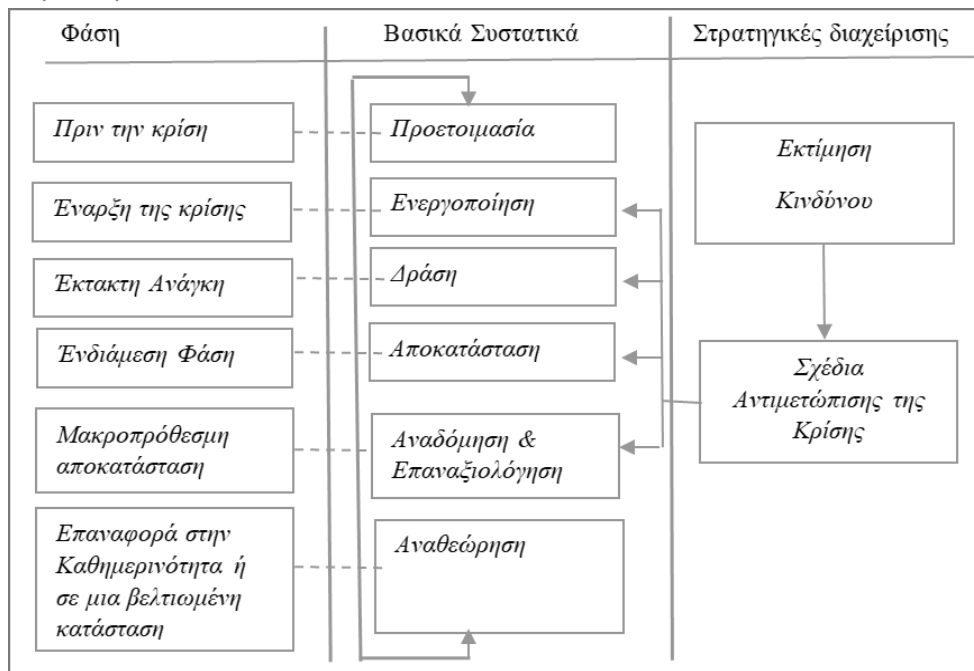 Φάση
Βασικά Συστατικά
Στρατηγικές διαχείρισης
Πριν την κρίση
Προετοιμασία
Εκτίμηση
Κινδύνου
Έναρξη της κρίσης
Ενεργοποίηση
Έκτακτη Ανάγκη
Δράση
Ένδιάμεση Φάση
Αποκατάσταση
Σχέδια
Αντιμετώπισης της
Κρίσης
Μακροπρόθεσμη
αποκατάσταση
Αναδόμηση &
Επαναξιολόγηση
Επαναφορά στην
Καθημερινότητα ή
σε μια βελτιωμένη
κατάσταση
Αναθεώρηση